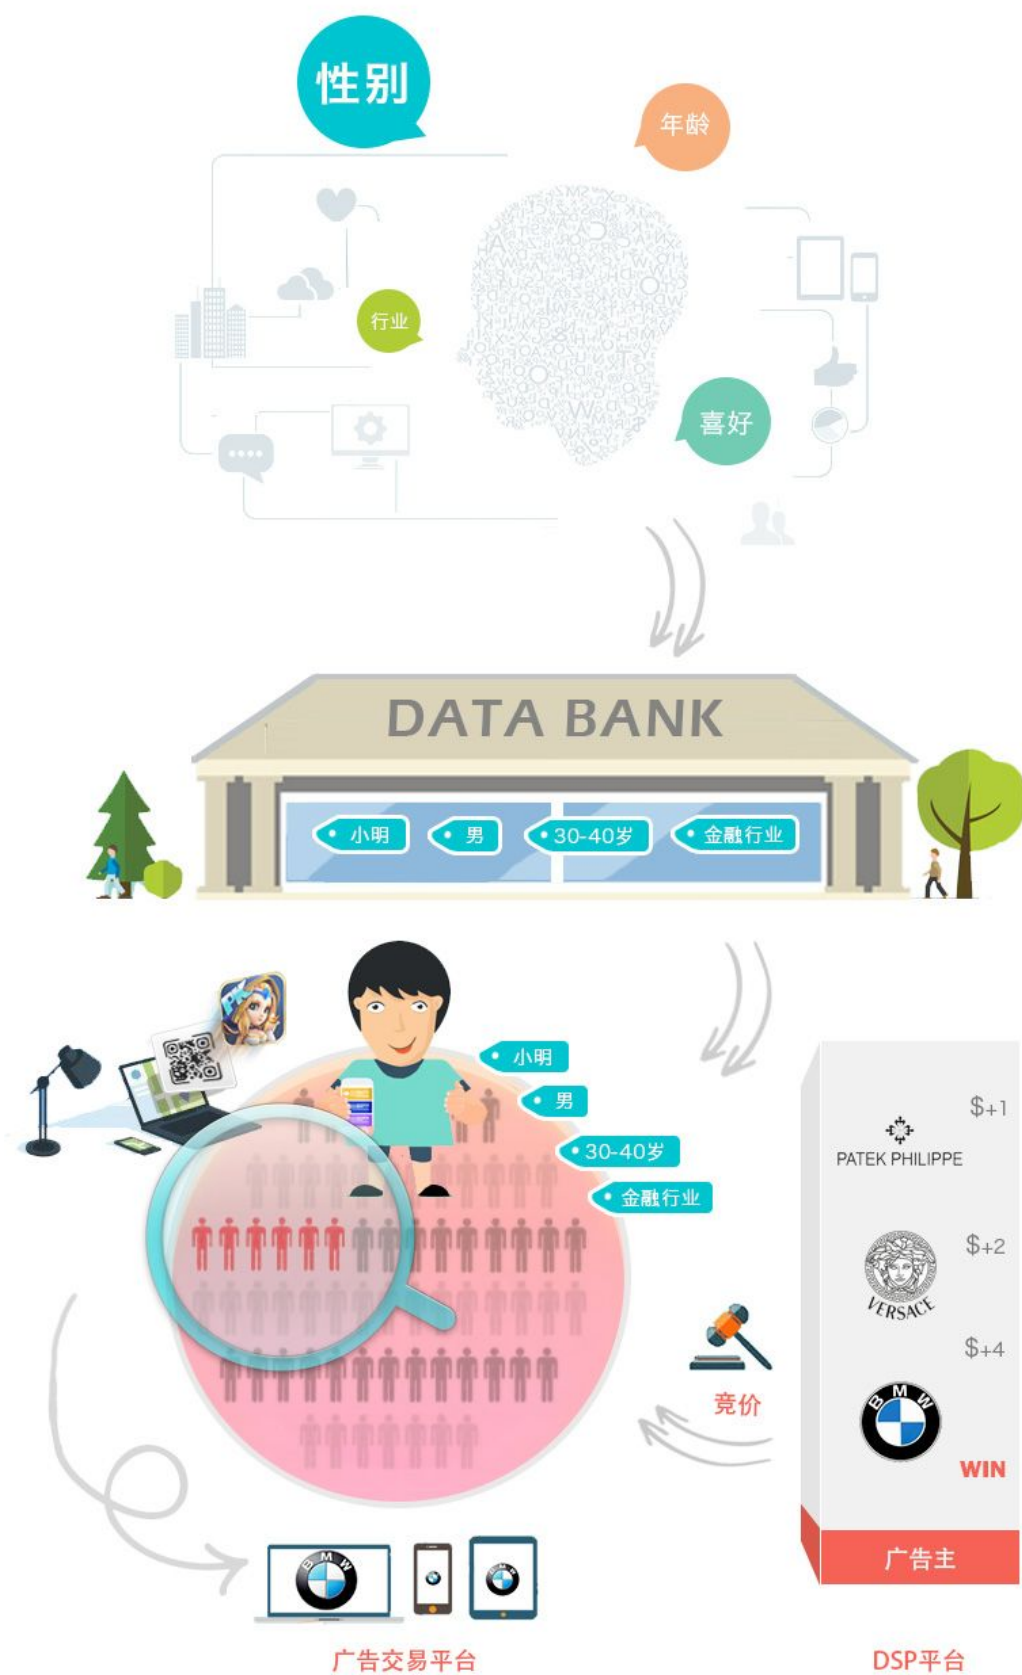 性别
年龄
行业
喜好
DATA BANK
小明
男
30-40岁
金融行业
小明
男
30-40岁
金融行业
$+1
PATEK PHILIPPE
$+2
VERSACE
$+4
BMW
WIN
竞价
广告主
BMW
BMW
广告交易平台
DSP平台